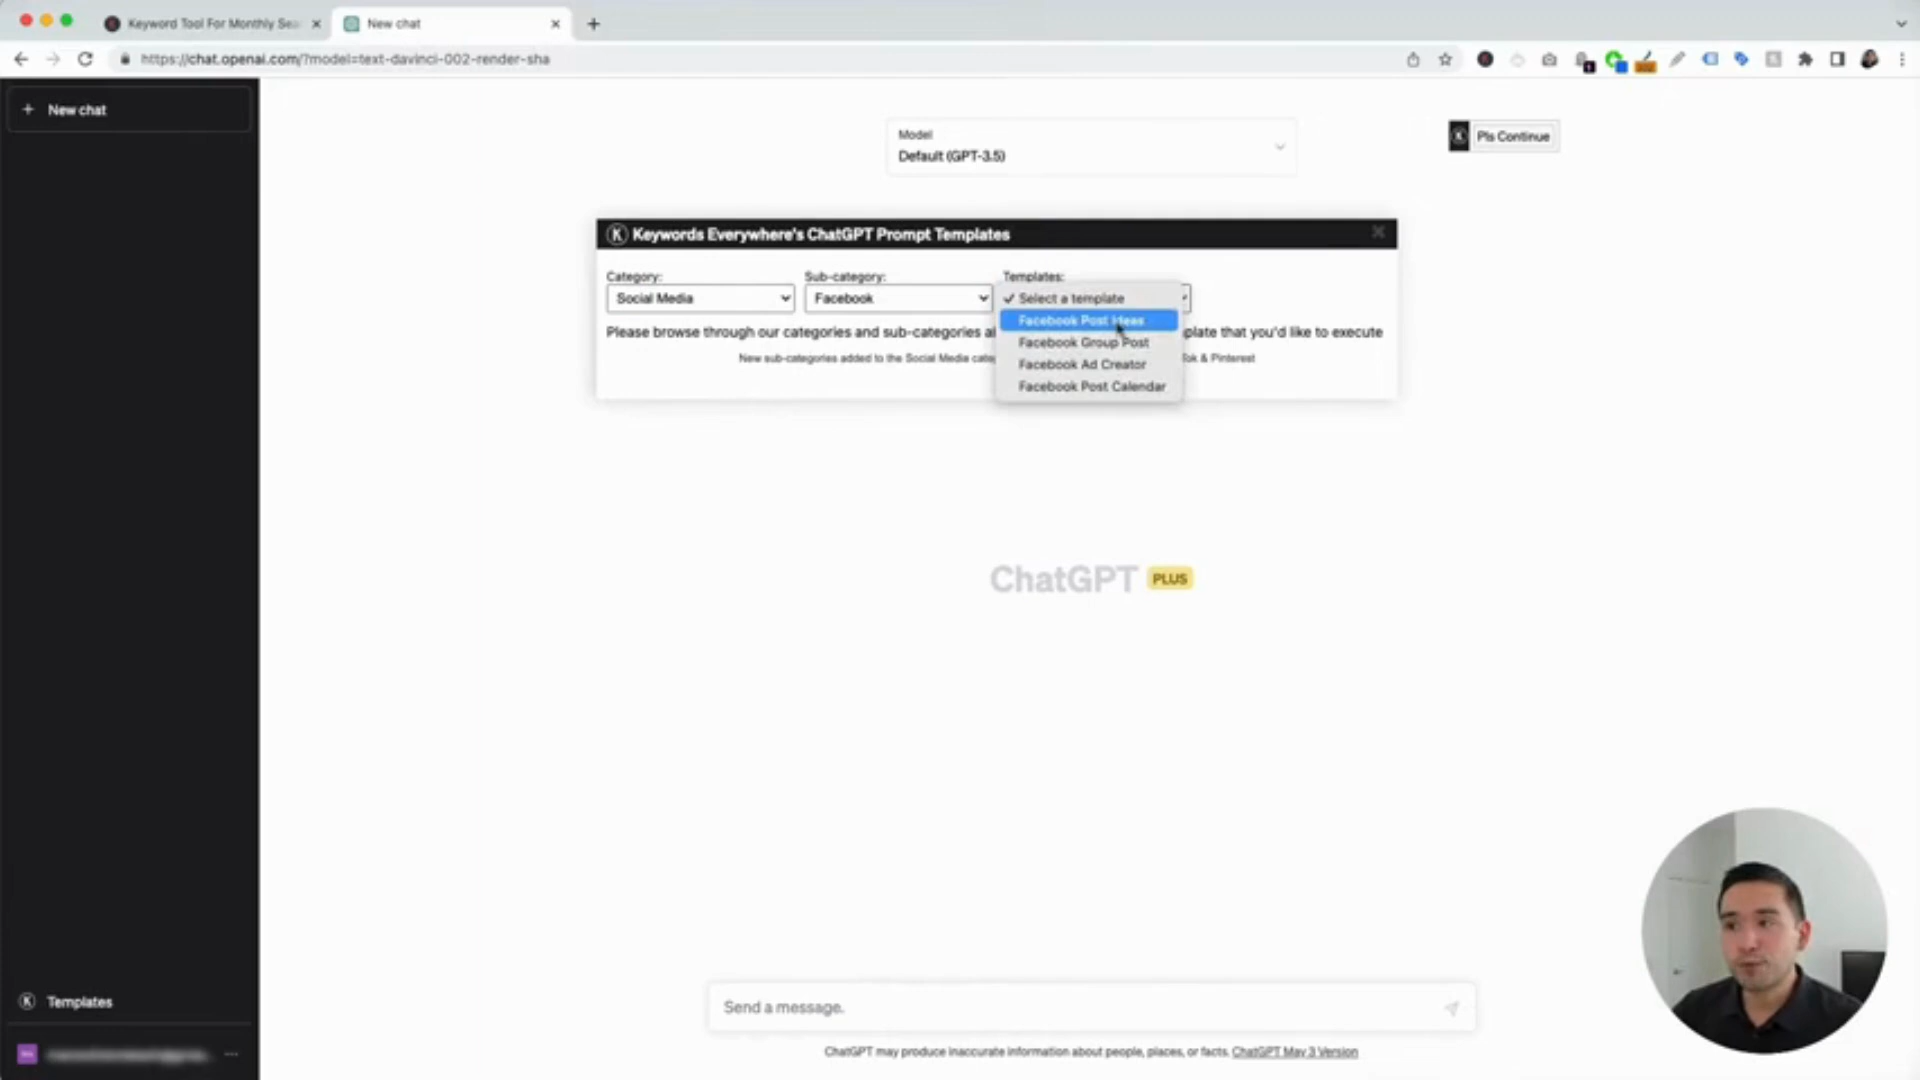 Keyword Tool For Monthly Sea
New chat
https://chat.openai.com/?model=text-davinci-002-render-sha
New chat
Model
Default (GPT-3.5)
Pls Continue
Keywords Everywhere's ChatGPT Prompt Templates
Category:
Sub-category:
Templates:
Social Media
Facebook
Select a template
Facebook Post Ideas
Facebook Group Post
Facebook Ad Creator
Facebook Post Calendar
Please browse through our categories and sub-categories a
plate that you'd like to execute
New sub-categories added to the Social Media
& Pinterest
ChatGPT PLUS
Templates
Send a message.
ChatGPT may produce inaccurate information about people, places, or facts. ChatGPT May 3 Version